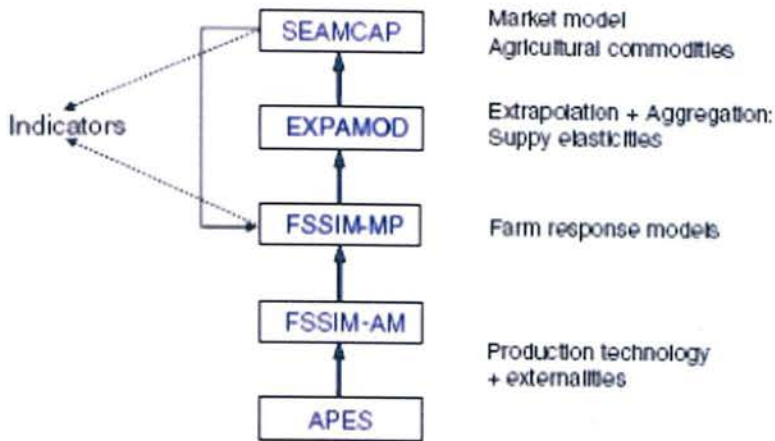 SEAMCAP
Market model
Agricultural commodities
Indicators
EXPAMOD
Extrapolation + Aggregation:
Suppy elasticities
FSSIM-MP
Farm response models
FSSIM-AM
Production technology
+ externalities
APES